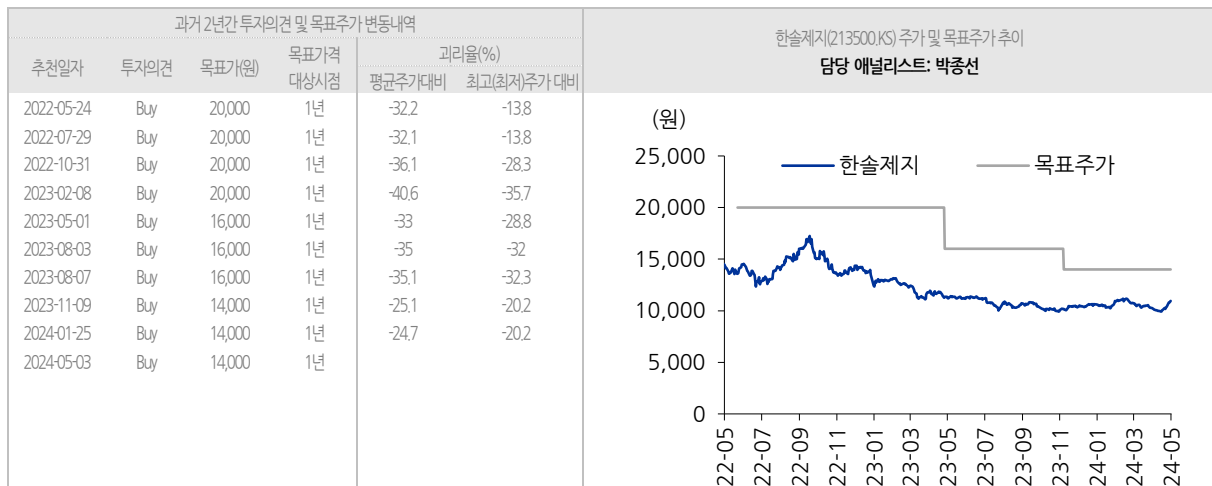 과거 2년간 투자의견 및 목표주가 변동내역
추천일자 투자의견 목표가(원) 목표가격 대상시점 괴리율(%)
평균주가대비 최고(최저)주가 대비
2022-05-24 Buy 20,000 1년 -32.2 -13.8
2022-07-29 Buy 20,000 1년 -32.1 -13.8
2022-10-31 Buy 20,000 1년 -36.1 -28.3
2023-02-08 Buy 20,000 1년 -40.6 -35.7
2023-05-01 Buy 16,000 1년 -33 -28.8
2023-08-03 Buy 16,000 1년 -35 -32
2023-08-07 Buy 16,000 1년 -35.1 -32.3
2023-11-09 Buy 14,000 1년 -25.1 -20.2
2024-01-25 Buy 14,000 1년 -24.7 -20.2
2024-05-03 Buy 14,000 1년
한솔제지(213500.KS) 주가 및 목표주가 추이
담당 애널리스트: 박종선
(원)
한솔제지 목표주가
25,000
20,000
15,000
10,000
5,000
0
22-05 22-07 22-09 22-11 23-01 23-03 23-05 23-07 23-09 23-11 24-01 24-03 24-05